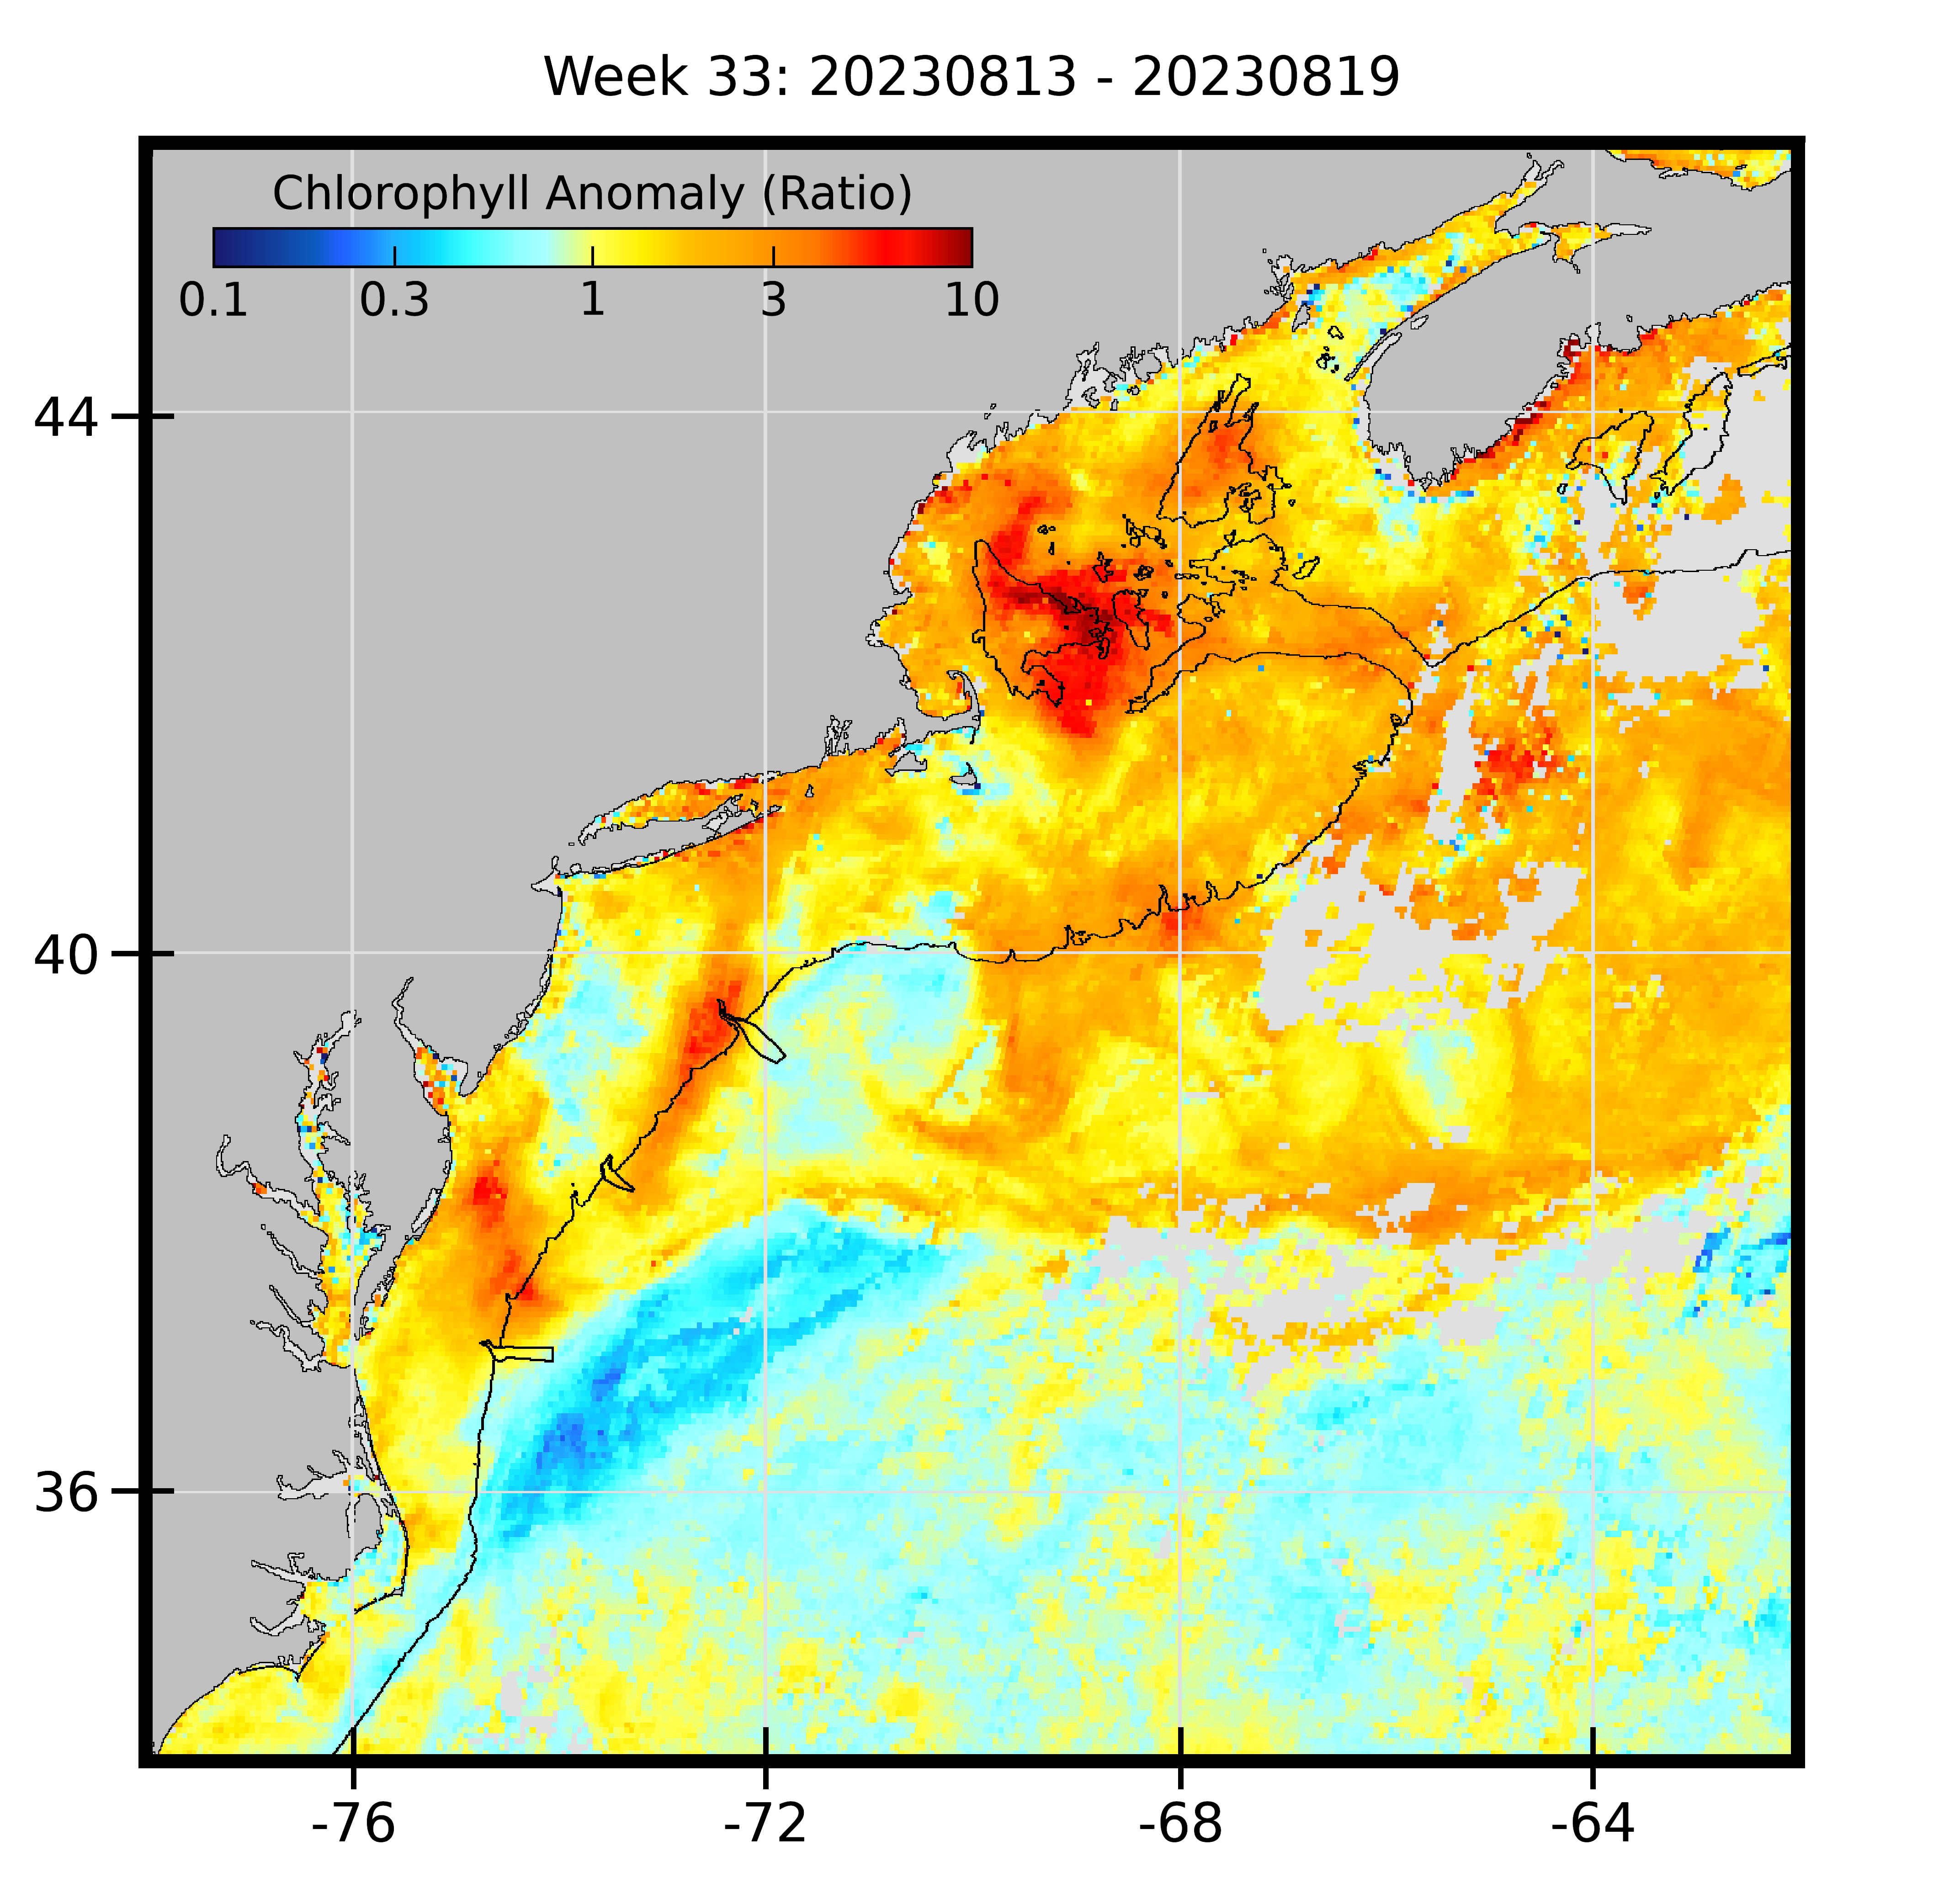 Week 33: 20230813 - 20230819
Chlorophyll Anomaly (Ratio)
0.1 0.3 1 3 10
44
40
36
-76 -72 -68 -64